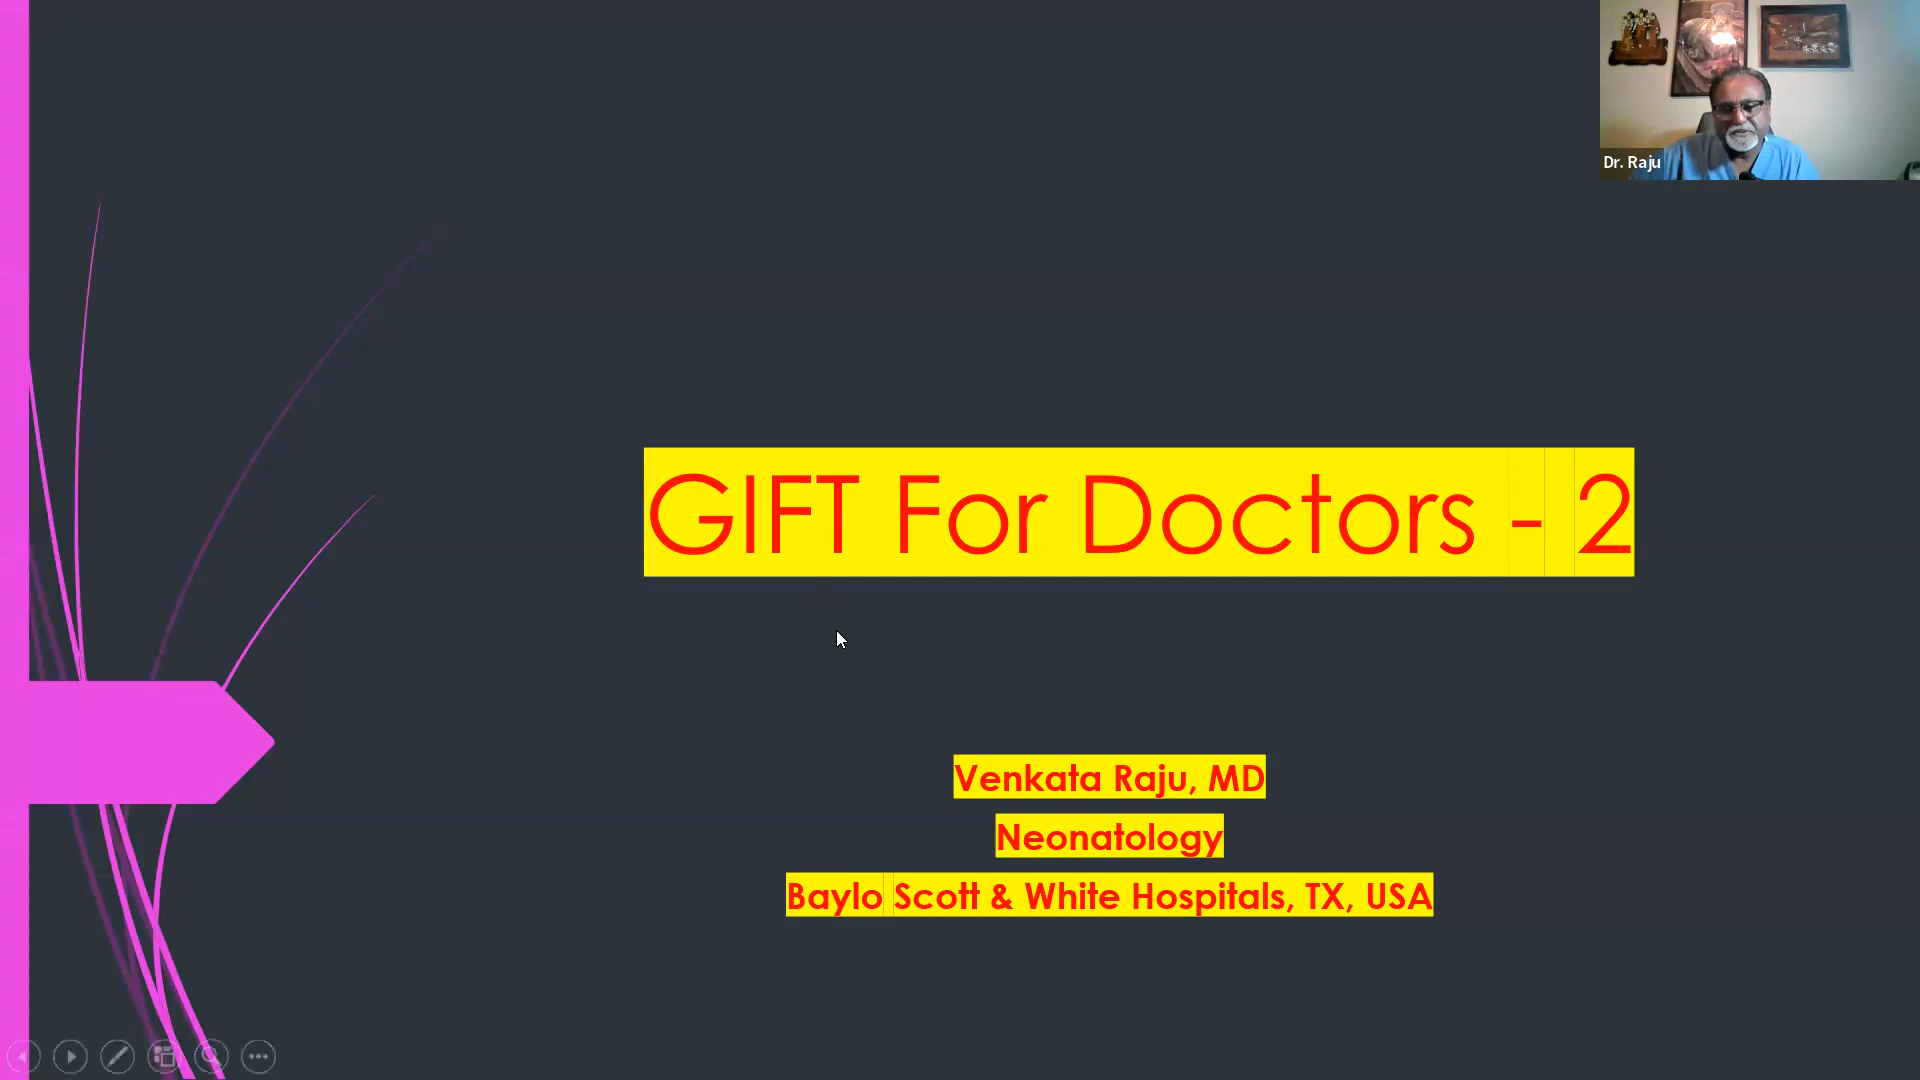 Dr. Raju
GIFT For Doctors - 2
Venkata Raju, MD
Neonatology
Baylo Scott & White Hospitals, TX, USA